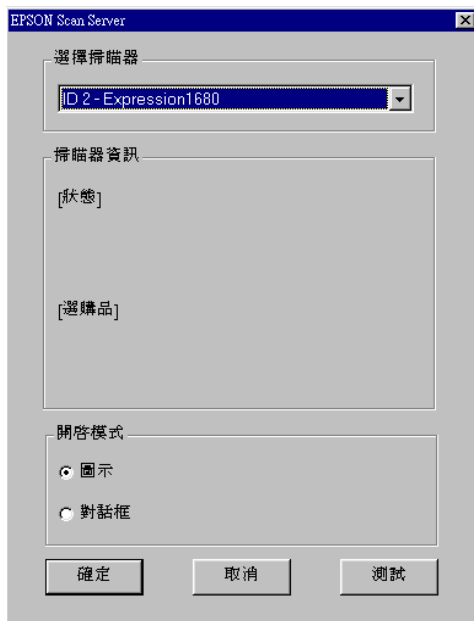 EPSON Scan Server
選擇掃瞄器
ID 2 - Expression1680
掃瞄器資訊
[狀態]
[選購品]
開啓模式
圖示
對話框
確定 取消 測試